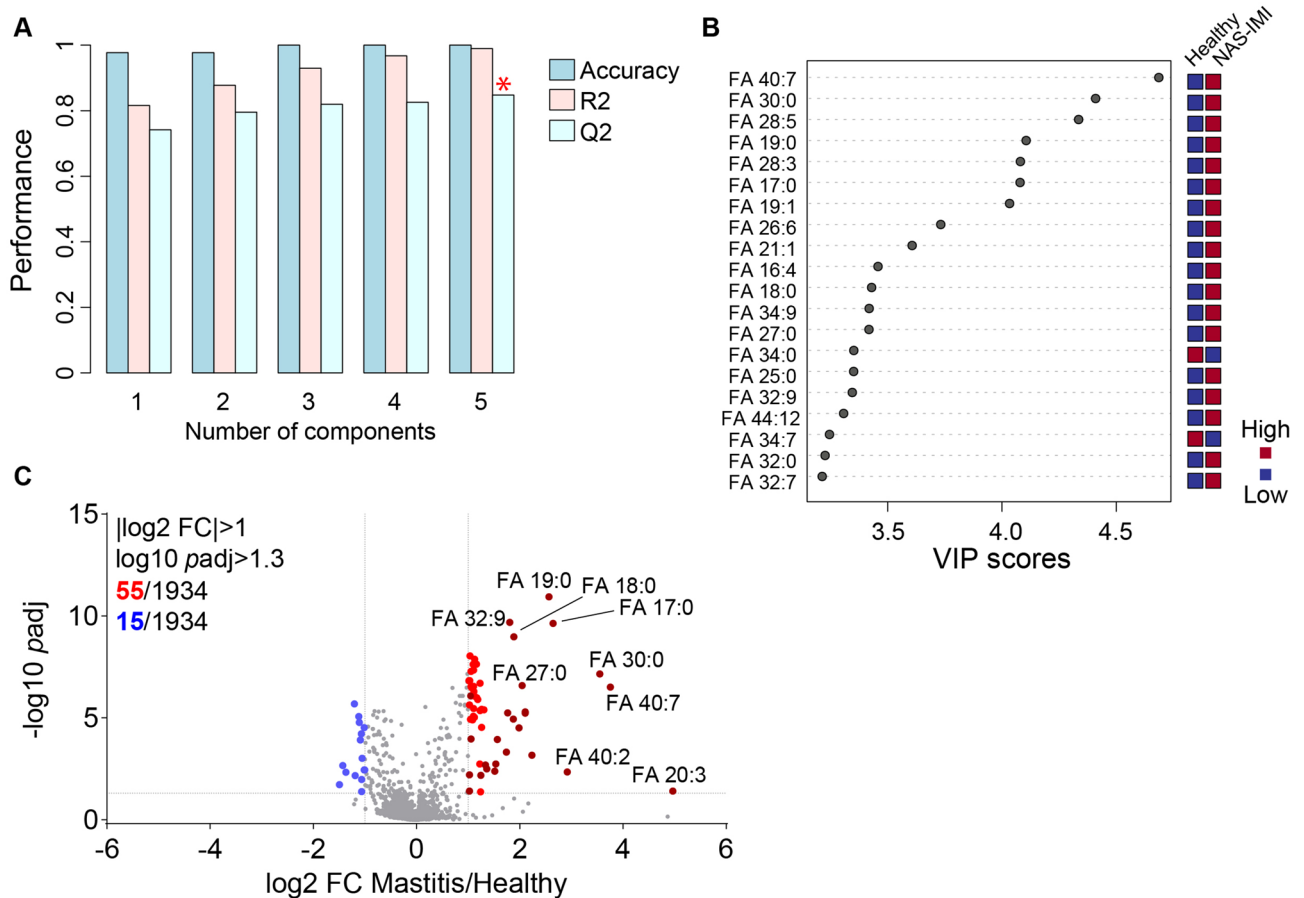 A
1
0.8
0.6
0.4
0.2
0
Performance
1 2 3 4 5
Number of components
Accuracy
R2
Q2
*
B
Healthy
NAS-IMI
FA 40:7
FA 30:0
FA 28:5
FA 19:0
FA 28:3
FA 17:0
FA 19:1
FA 26:6
FA 21:1
FA 16:4
FA 18:0
FA 34:9
FA 27:0
FA 34:0
FA 25:0
FA 32:9
FA 44:12
FA 34:7
FA 32:0
FA 32:7
3.5 4.0 4.5
VIP scores
High
Low
C
15
10
5
0
-log10 padj
|log2 FC|>1
log10 padj>1.3
55/1934
15/1934
FA 19:0
FA 18:0
FA 17:0
FA 32:9
FA 30:0
FA 27:0
FA 40:7
FA 40:2
FA 20:3
-6 -4 -2 0 2 4 6
log2 FC Mastitis/Healthy